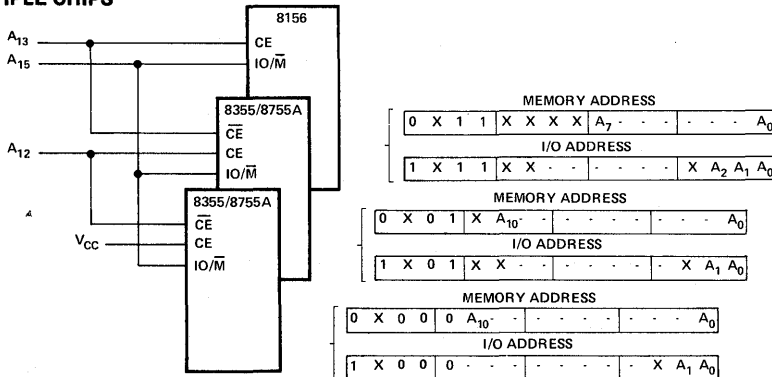 IPLE CHIPS
8156
A13
CE
A15
IO/M̅
8355/8755A
C̅E̅
CE
A12
IO/M̅
8355/8755A
C̅E̅
VCC
CE
IO/M̅
MEMORY ADDRESS
0 X 1 1 X X X X A7 - - - - - - A0
I/O ADDRESS
1 X 1 1 X X - - - - - - X A2 A1 A0
MEMORY ADDRESS
0 X 0 1 X A10 - - - - - - - - - A0
I/O ADDRESS
1 X 0 1 X X - - - - - - - X A1 A0
MEMORY ADDRESS
0 X 0 0 0 A10 - - - - - - - - - A0
I/O ADDRESS
1 X 0 0 0 - - - - - - - - X A1 A0